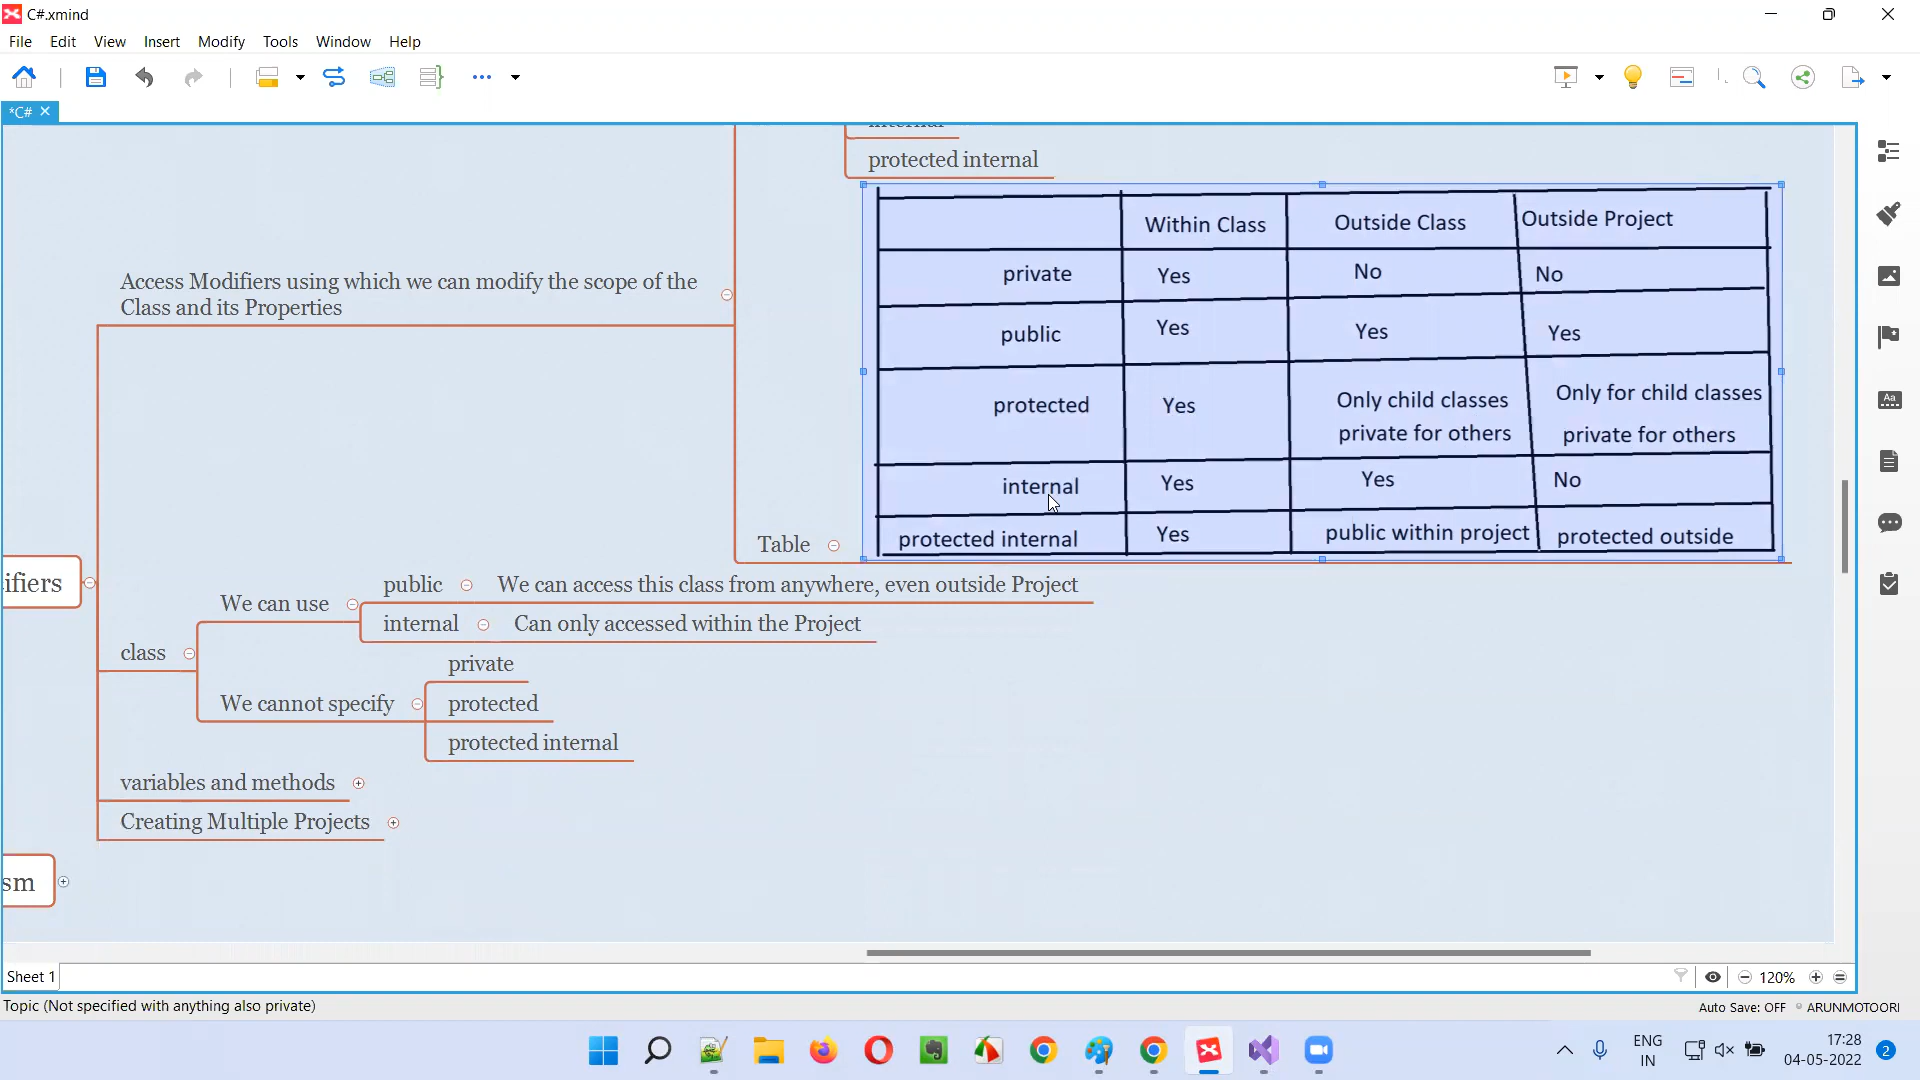 C#.xmind
File Edit View Insert Modify Tools Window Help
*C#
protected internal
Within Class Outside Class Outside Project
private Yes No No
public Yes Yes Yes
protected Yes Only child classes private for others Only for child classes private for others
internal Yes Yes No
protected internal Yes public within project protected outside
Access Modifiers using which we can modify the scope of the
Class and its Properties
Table
ifiers
class
We can use
public We can access this class from anywhere, even outside Project
internal Can only accessed within the Project
We cannot specify
private
protected
protected internal
variables and methods
Creating Multiple Projects
sm
Sheet 1
120%
Topic (Not specified with anything also private)
Auto Save: OFF ARUNMOTOORI
ENG
IN
17:28
04-05-2022
2
Aa